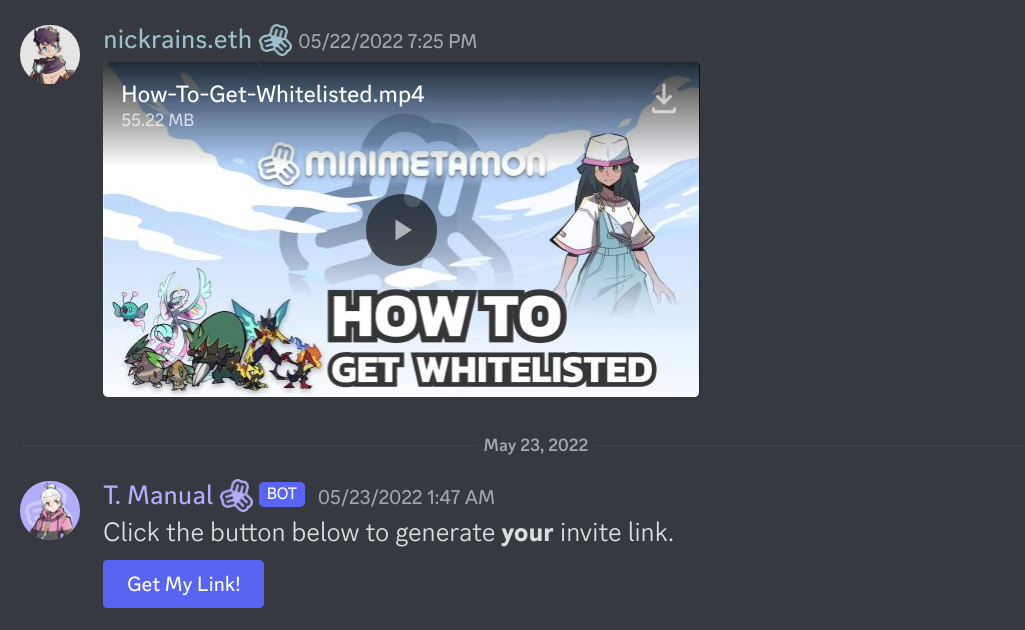 nickrains.eth 05/22/2022 7:25 PM
How-To-Get-Whitelisted.mp4
55.22 MB
MINIMETAMON
HOW TO
GET WHITELISTED
May 23, 2022
T. Manual BOT 05/23/2022 1:47 AM
Click the button below to generate your invite link.
Get My Link!